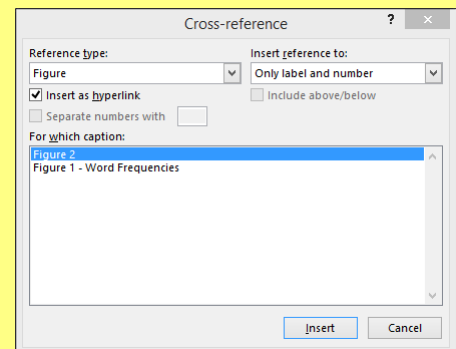 Cross-reference ? ×
Reference type: Insert reference to:
Figure Only label and number
Insert as hyperlink Include above/below
Separate numbers with
For which caption:
Figure 2
Figure 1 - Word Frequencies
Insert Cancel